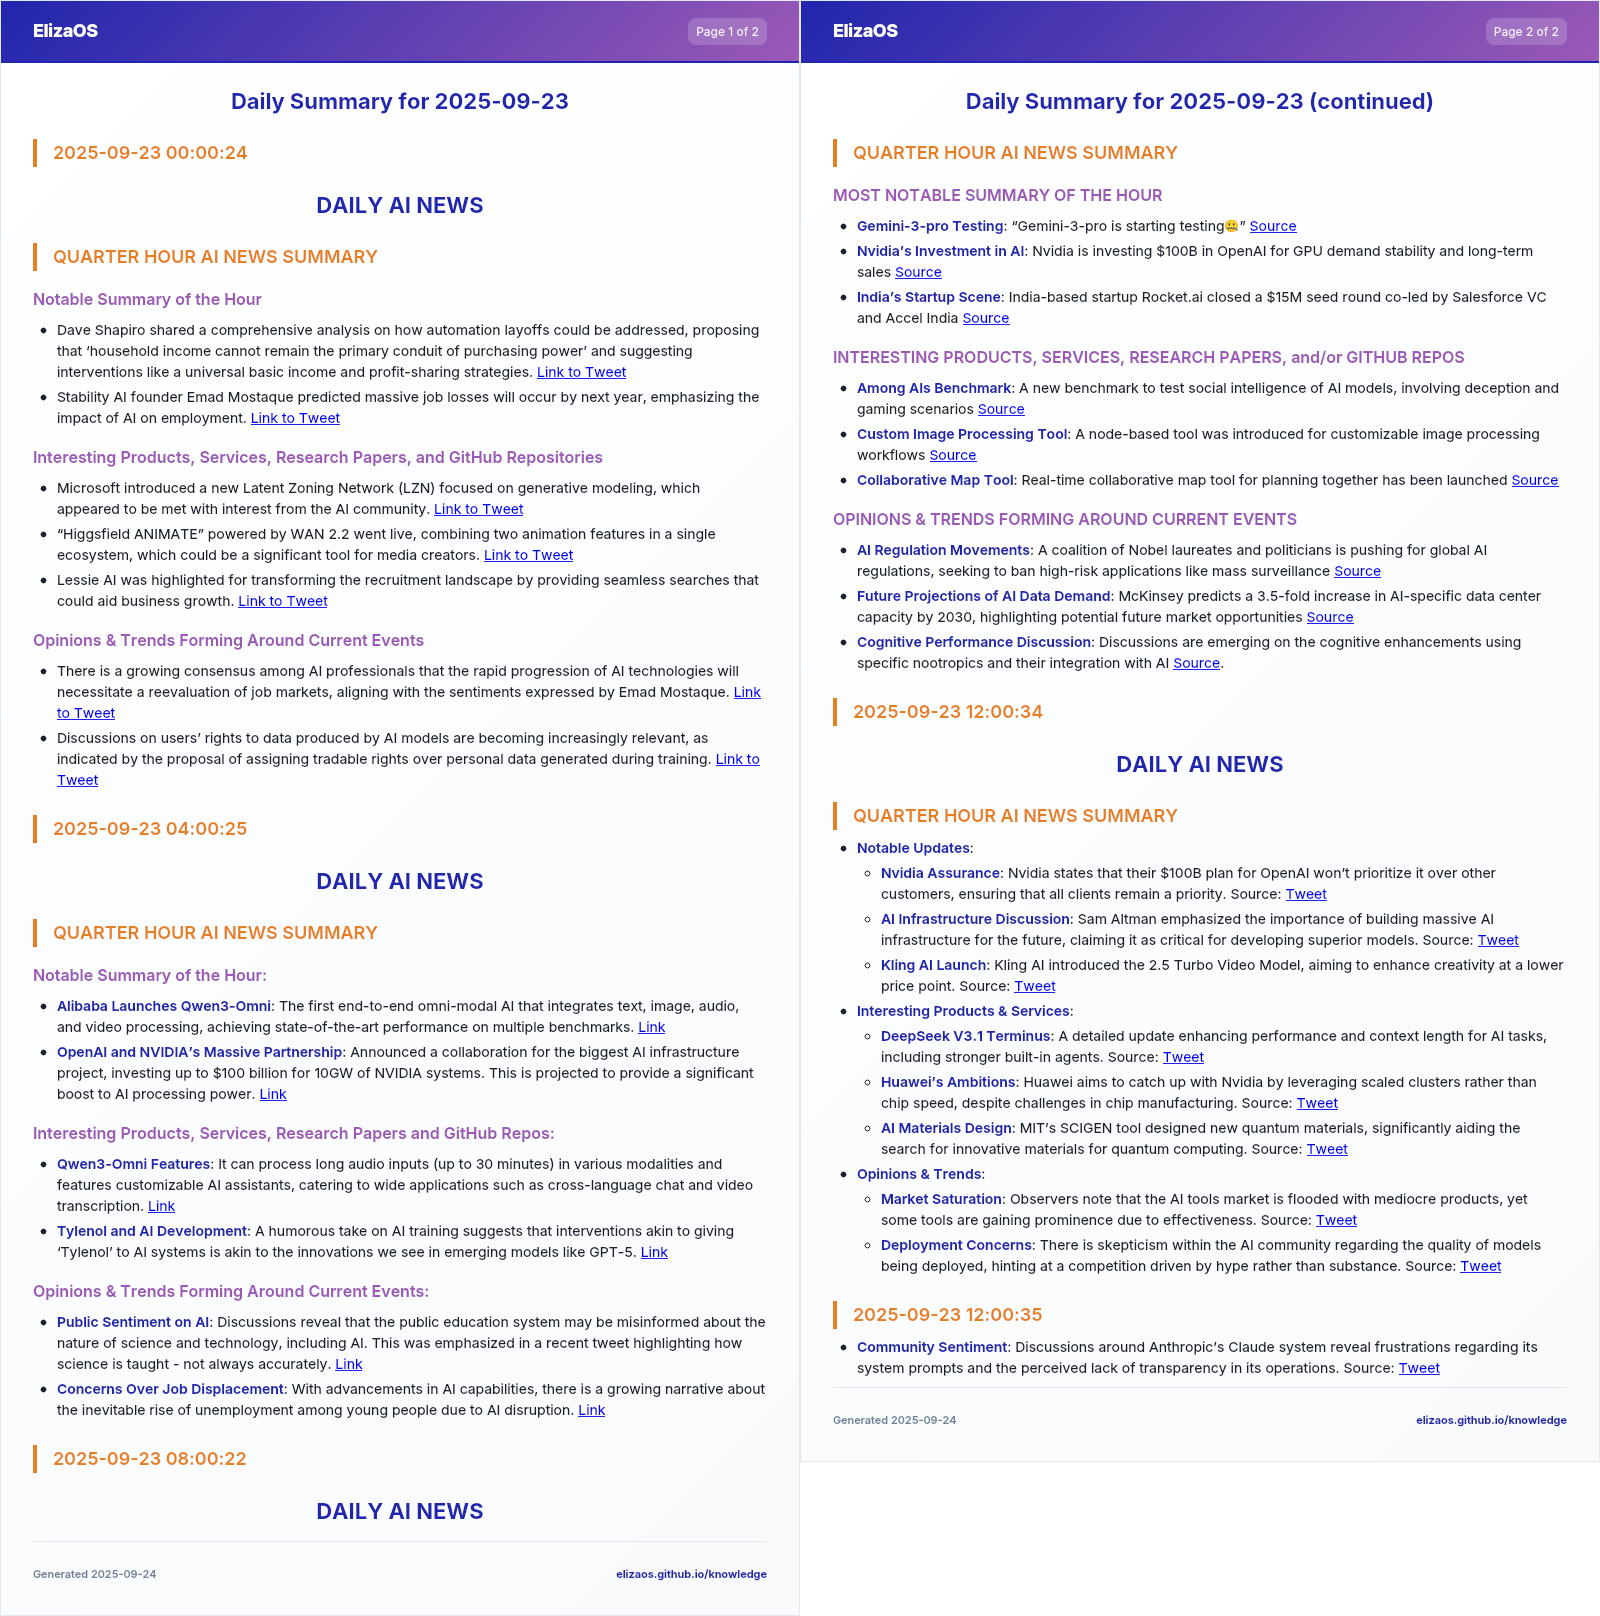 ElizaOS
Page 1 of 2
Daily Summary for 2025-09-23
2025-09-23 00:00:24
DAILY AI NEWS
QUARTER HOUR AI NEWS SUMMARY
Notable Summary of the Hour
• Dave Shapiro shared a comprehensive analysis on how automation layoffs could be addressed, proposing
that ‘household income cannot remain the primary conduit of purchasing power’ and suggesting
interventions like a universal basic income and profit-sharing strategies. Link to Tweet
• Stability AI founder Emad Mostaque predicted massive job losses will occur by next year, emphasizing the
impact of AI on employment. Link to Tweet
Interesting Products, Services, Research Papers, and GitHub Repositories
• Microsoft introduced a new Latent Zoning Network (LZN) focused on generative modeling, which
appeared to be met with interest from the AI community. Link to Tweet
• “Higgsfield ANIMATE” powered by WAN 2.2 went live, combining two animation features in a single
ecosystem, which could be a significant tool for media creators. Link to Tweet
• Lessie AI was highlighted for transforming the recruitment landscape by providing seamless searches that
could aid business growth. Link to Tweet
Opinions & Trends Forming Around Current Events
• There is a growing consensus among AI professionals that the rapid progression of AI technologies will
necessitate a reevaluation of job markets, aligning with the sentiments expressed by Emad Mostaque. Link
to Tweet
• Discussions on users’ rights to data produced by AI models are becoming increasingly relevant, as
indicated by the proposal of assigning tradable rights over personal data generated during training. Link to
Tweet
2025-09-23 04:00:25
DAILY AI NEWS
QUARTER HOUR AI NEWS SUMMARY
Notable Summary of the Hour:
• Alibaba Launches Qwen3-Omni: The first end-to-end omni-modal AI that integrates text, image, audio,
and video processing, achieving state-of-the-art performance on multiple benchmarks. Link
• OpenAI and NVIDIA’s Massive Partnership: Announced a collaboration for the biggest AI infrastructure
project, investing up to $100 billion for 10GW of NVIDIA systems. This is projected to provide a significant
boost to AI processing power. Link
Interesting Products, Services, Research Papers and GitHub Repos:
• Qwen3-Omni Features: It can process long audio inputs (up to 30 minutes) in various modalities and
features customizable AI assistants, catering to wide applications such as cross-language chat and video
transcription. Link
• Tylenol and AI Development: A humorous take on AI training suggests that interventions akin to giving
‘Tylenol’ to AI systems is akin to the innovations we see in emerging models like GPT-5. Link
Opinions & Trends Forming Around Current Events:
• Public Sentiment on AI: Discussions reveal that the public education system may be misinformed about the
nature of science and technology, including AI. This was emphasized in a recent tweet highlighting how
science is taught - not always accurately. Link
• Concerns Over Job Displacement: With advancements in AI capabilities, there is a growing narrative about
the inevitable rise of unemployment among young people due to AI disruption. Link
2025-09-23 08:00:22
DAILY AI NEWS
Generated 2025-09-24
elizaos.github.io/knowledge
ElizaOS
Page 2 of 2
Daily Summary for 2025-09-23 (continued)
QUARTER HOUR AI NEWS SUMMARY
MOST NOTABLE SUMMARY OF THE HOUR
• Gemini-3-pro Testing: “Gemini-3-pro is starting testing🤐” Source
• Nvidia’s Investment in AI: Nvidia is investing $100B in OpenAI for GPU demand stability and long-term
sales Source
• India’s Startup Scene: India-based startup Rocket.ai closed a $15M seed round co-led by Salesforce VC
and Accel India Source
INTERESTING PRODUCTS, SERVICES, RESEARCH PAPERS, and/or GITHUB REPOS
• Among AIs Benchmark: A new benchmark to test social intelligence of AI models, involving deception and
gaming scenarios Source
• Custom Image Processing Tool: A node-based tool was introduced for customizable image processing
workflows Source
• Collaborative Map Tool: Real-time collaborative map tool for planning together has been launched Source
OPINIONS & TRENDS FORMING AROUND CURRENT EVENTS
• AI Regulation Movements: A coalition of Nobel laureates and politicians is pushing for global AI
regulations, seeking to ban high-risk applications like mass surveillance Source
• Future Projections of AI Data Demand: McKinsey predicts a 3.5-fold increase in AI-specific data center
capacity by 2030, highlighting potential future market opportunities Source
• Cognitive Performance Discussion: Discussions are emerging on the cognitive enhancements using
specific nootropics and their integration with AI Source.
2025-09-23 12:00:34
DAILY AI NEWS
QUARTER HOUR AI NEWS SUMMARY
• Notable Updates:
◦ Nvidia Assurance: Nvidia states that their $100B plan for OpenAI won’t prioritize it over other
customers, ensuring that all clients remain a priority. Source: Tweet
◦ AI Infrastructure Discussion: Sam Altman emphasized the importance of building massive AI
infrastructure for the future, claiming it as critical for developing superior models. Source: Tweet
◦ Kling AI Launch: Kling AI introduced the 2.5 Turbo Video Model, aiming to enhance creativity at a lower
price point. Source: Tweet
• Interesting Products & Services:
◦ DeepSeek V3.1 Terminus: A detailed update enhancing performance and context length for AI tasks,
including stronger built-in agents. Source: Tweet
◦ Huawei’s Ambitions: Huawei aims to catch up with Nvidia by leveraging scaled clusters rather than
chip speed, despite challenges in chip manufacturing. Source: Tweet
◦ AI Materials Design: MIT’s SCIGEN tool designed new quantum materials, significantly aiding the
search for innovative materials for quantum computing. Source: Tweet
• Opinions & Trends:
◦ Market Saturation: Observers note that the AI tools market is flooded with mediocre products, yet
some tools are gaining prominence due to effectiveness. Source: Tweet
◦ Deployment Concerns: There is skepticism within the AI community regarding the quality of models
being deployed, hinting at a competition driven by hype rather than substance. Source: Tweet
2025-09-23 12:00:35
• Community Sentiment: Discussions around Anthropic’s Claude system reveal frustrations regarding its
system prompts and the perceived lack of transparency in its operations. Source: Tweet
Generated 2025-09-24
elizaos.github.io/knowledge